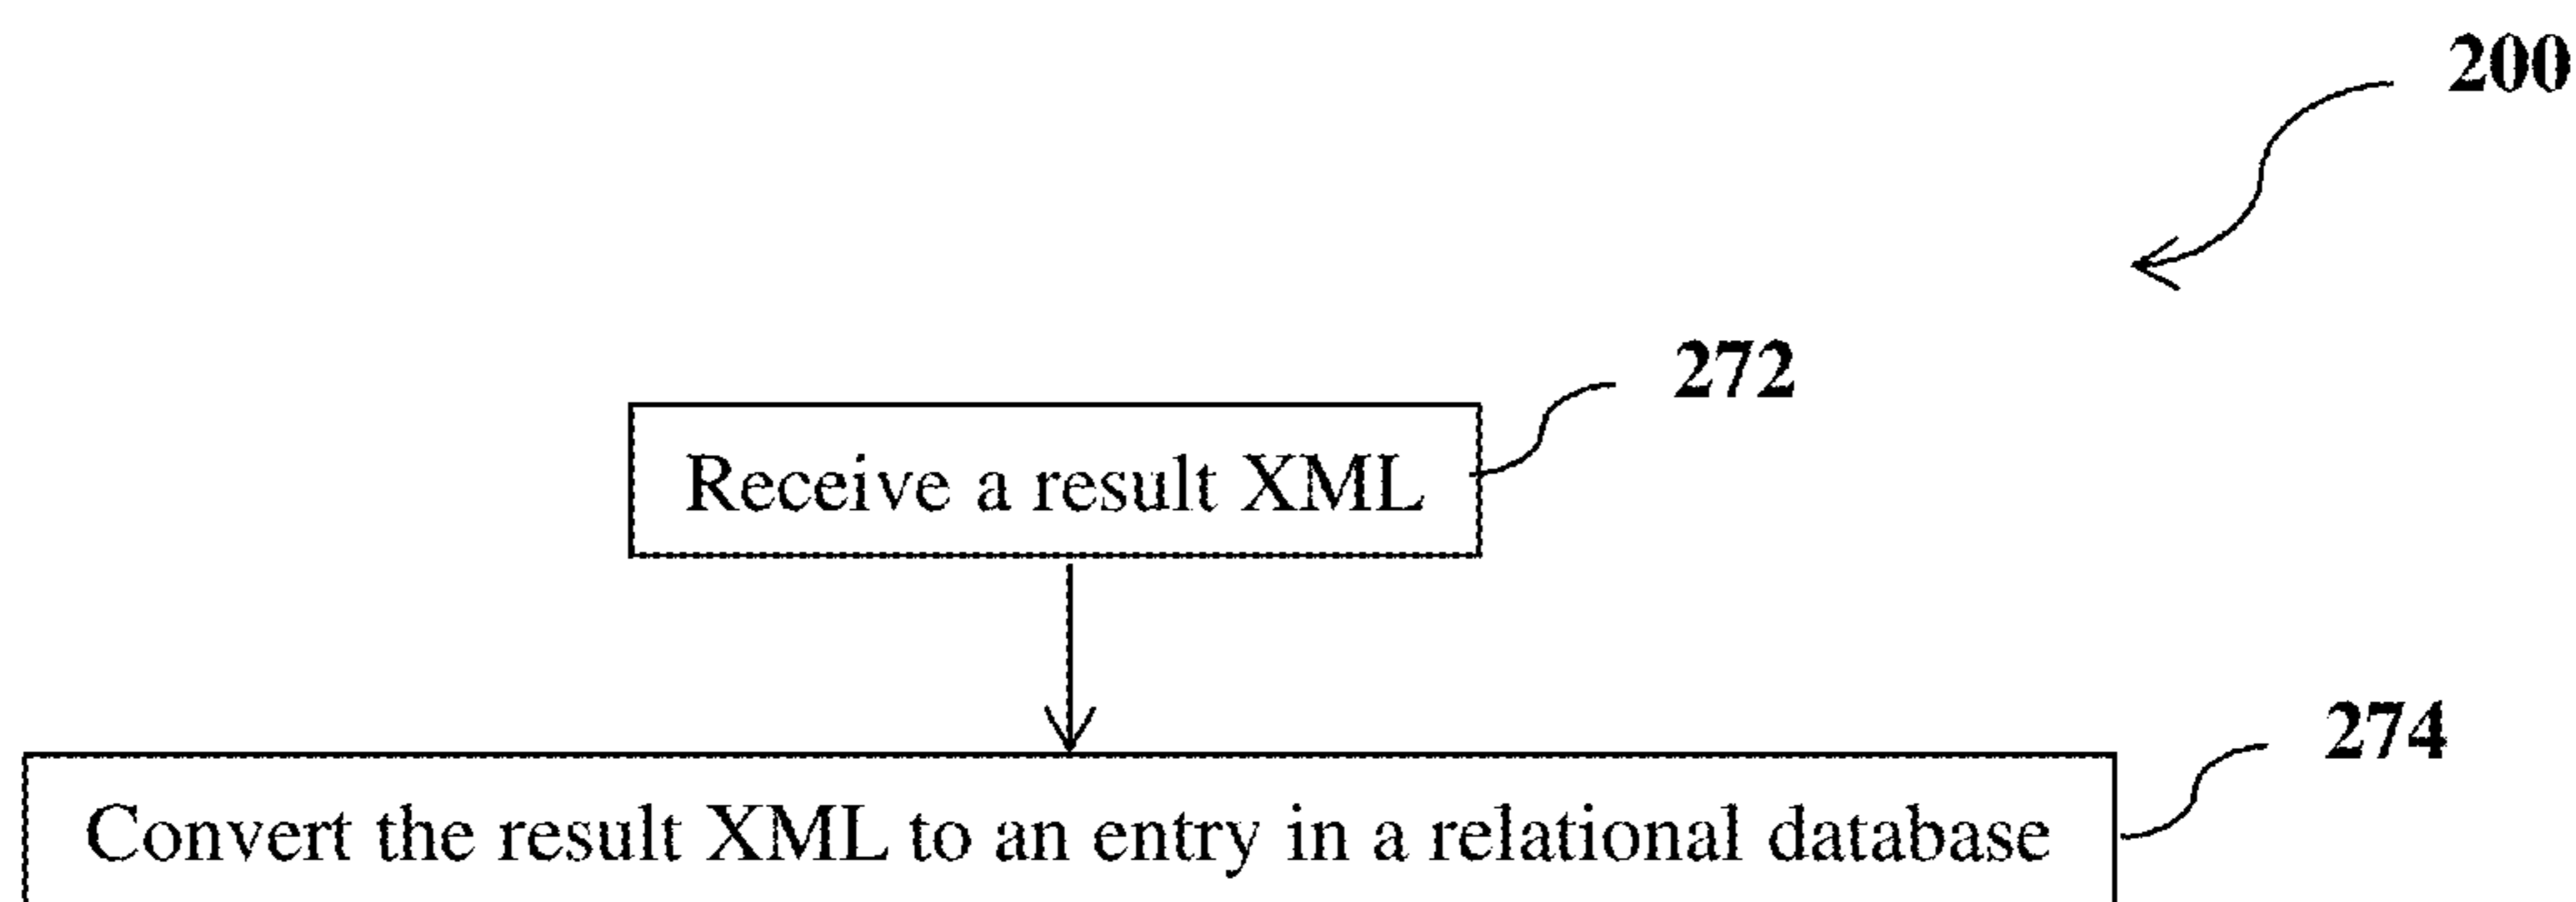 200
272
Receive a result XML
274
Convert the result XML to an entry in a relational database